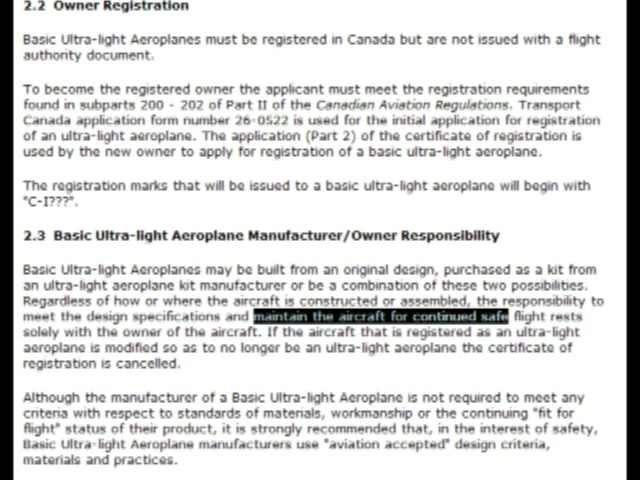 2.2 Owner Registration
Basic Ultra-light Aeroplanes must be registered in Canada but are not issued with a flight
authority document.
To become the registered owner the applicant must meet the registration requirements
found in subparts 200 - 202 of Part II of the Canadian Aviation Regulations. Transport
Canada application form number 26-0522 is used for the initial application for registration
of an ultra-light aeroplane. The application (Part 2) of the certificate of registration is
used by the new owner to apply for registration of a basic ultra-light aeroplane.
The registration marks that will be issued to a basic ultra-light aeroplane will begin with
"C-I???".
2.3 Basic Ultra-light Aeroplane Manufacturer/Owner Responsibility
Basic Ultra-light Aeroplanes may be built from an original design, purchased as a kit from
an ultra-light aeroplane kit manufacturer or be a combination of these two possibilities.
Regardless of how or where the aircraft is constructed or assembled, the responsibility to
meet the design specifications and maintain the aircraft for continued safe flight rests
solely with the owner of the aircraft. If the aircraft that is registered as an ultra-light
aeroplane is modified so as to no longer be an ultra-light aeroplane the certificate of
registration is cancelled.
Although the manufacturer of a Basic Ultra-light Aeroplane is not required to meet any
criteria with respect to standards of materials, workmanship or the continuing "fit for
flight" status of their product, it is strongly recommended that, in the interest of safety,
Basic Ultra-light Aeroplane manufacturers use "aviation accepted" design criteria,
materials and practices.